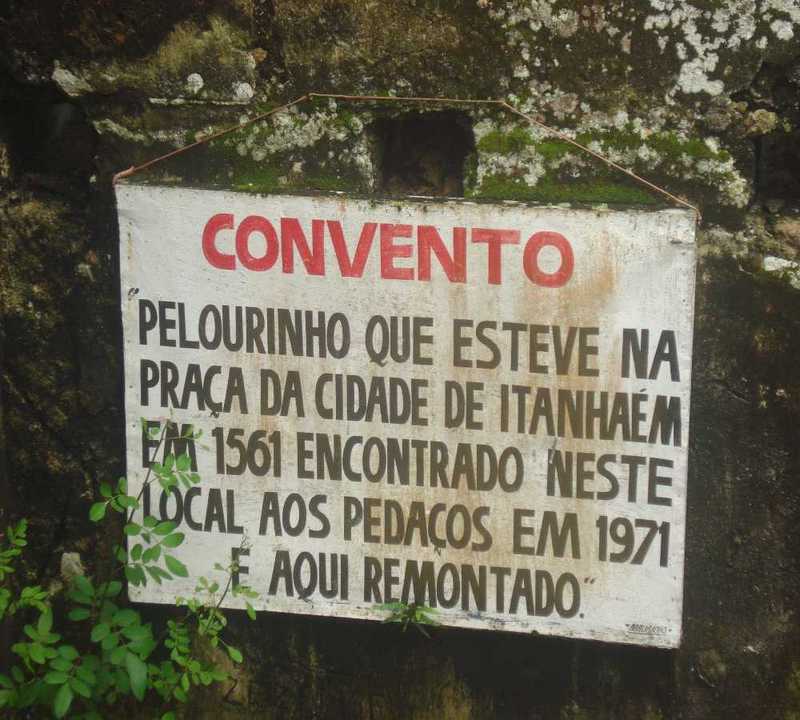 CONVENTO
"PELOURINHO QUE ESTEVE NA
PRAÇA DA CIDADE DE ITANHAÉM
EM 1561 ENCONTRADO NESTE
LOCAL AOS PEDAÇOS EM 1971
E AQUI REMONTADO."